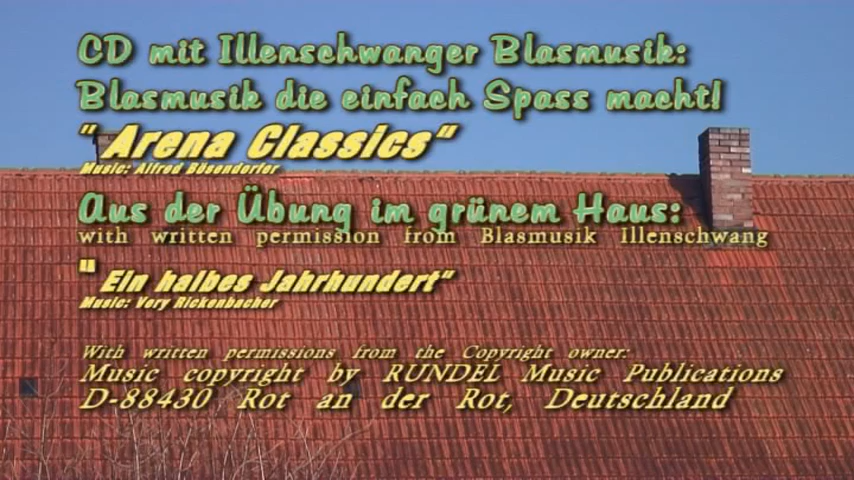 CD mit Illenschwanger Blasmusik:
Blasmusik die einfach Spass macht!
"Arena Classics"
Music: Alfred Bösendorfer
Aus der Übung im grünem Haus:
with written permission from Blasmusik Illenschwang
"Ein halbes Jahrhundert"
Music: Very Rickenbacher
With written permissions from the Copyright owner:
Music copyright by RUNDEL Music Publications
D-88430 Rot an der Rot, Deutschland